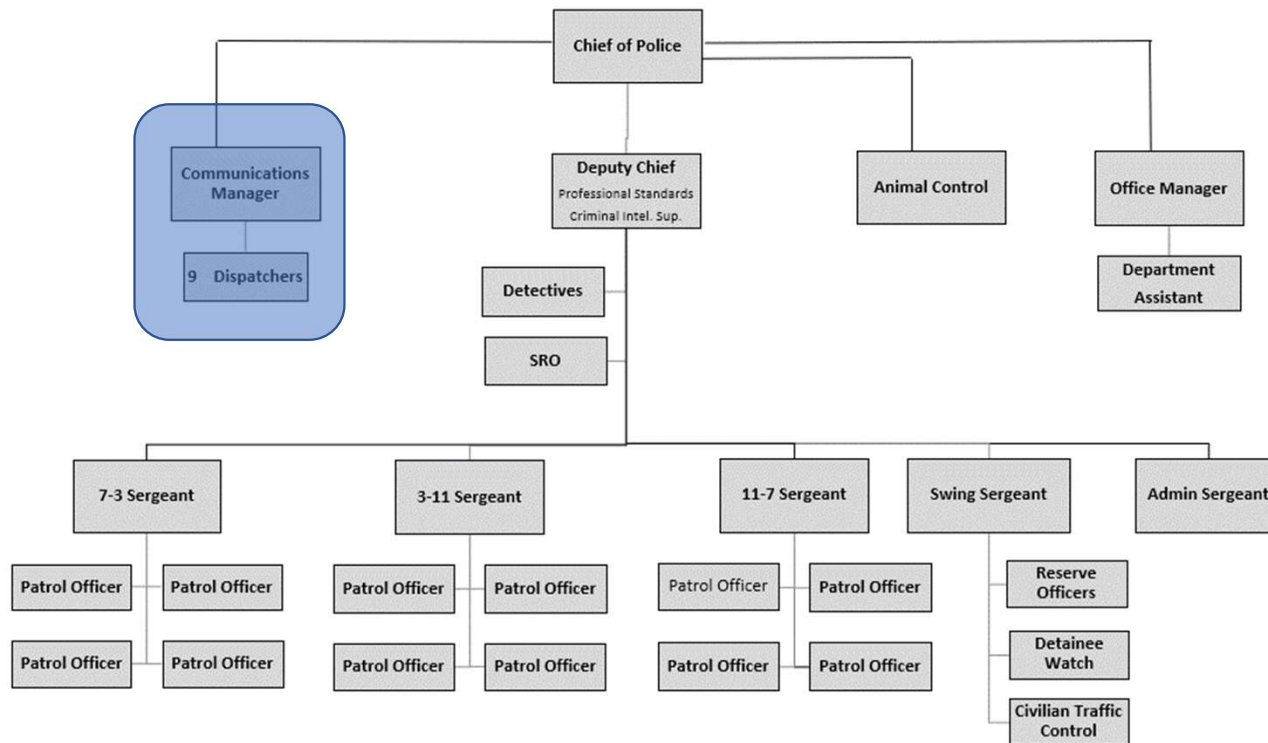 Chief of Police
Communications
Manager
9 Dispatchers
Deputy Chief
Professional Standards
Criminal Intel. Sup.
Animal Control
Office Manager
Department
Assistant
Detectives
SRO
7-3 Sergeant
3-11 Sergeant
11-7 Sergeant
Swing Sergeant
Admin Sergeant
Patrol Officer
Patrol Officer
Patrol Officer
Patrol Officer
Patrol Officer
Patrol Officer
Patrol Officer
Patrol Officer
Patrol Officer
Patrol Officer
Patrol Officer
Patrol Officer
Reserve
Officers
Detainee
Watch
Civilian Traffic
Control